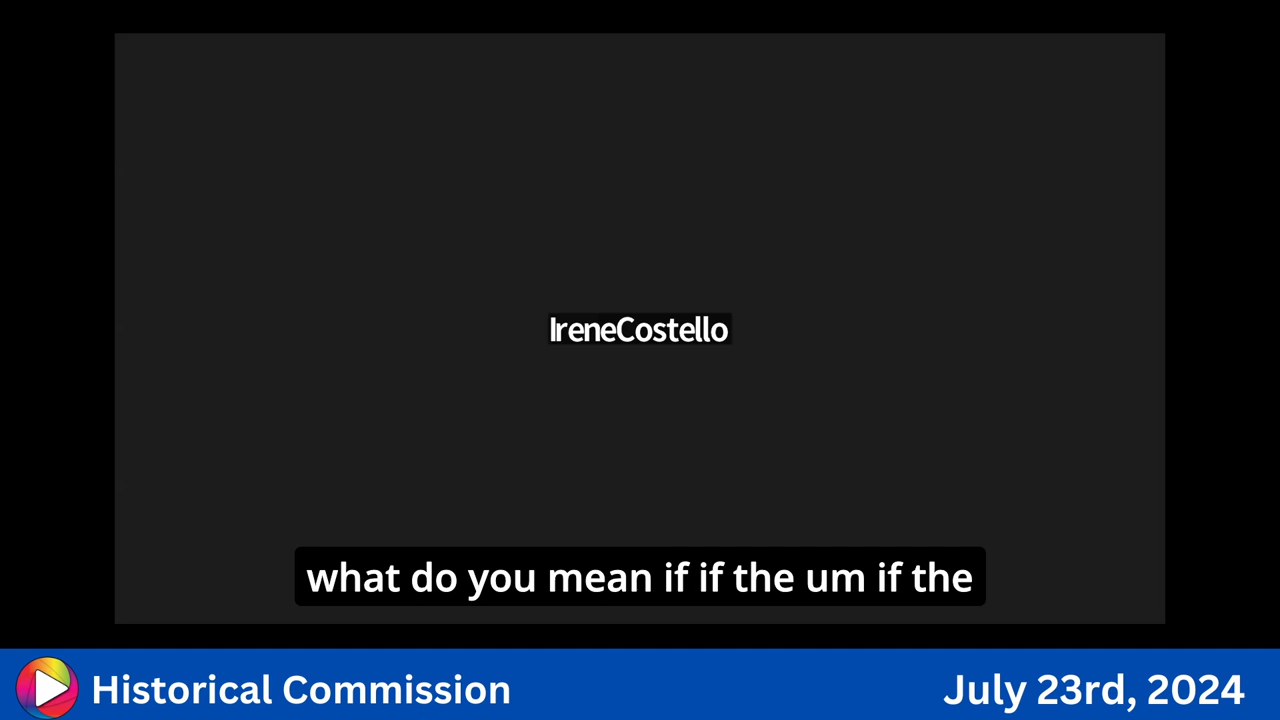 IreneCostello
what do you mean if if the um if the
Historical Commission
July 23rd, 2024